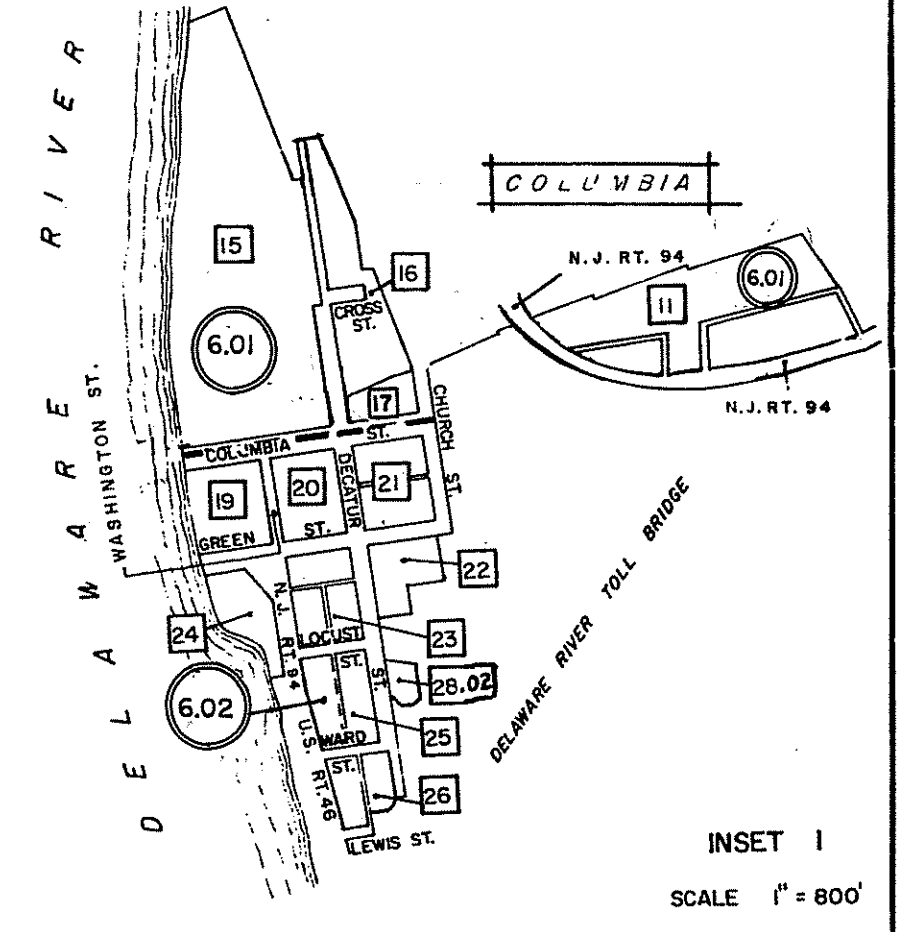 DELAWARE RIVER
COLUMBIA
N.J. RT. 94
6.01
11
N.J. RT. 94
15
16
CROSS
ST.
6.01
17
CHURCH ST.
WASHINGTON ST.
COLUMBIA ST.
19
20
DECATUR ST.
21
GREEN ST.
22
DELAWARE RIVER TOLL BRIDGE
24
N.J. RT. 94
23
LOCUST ST.
28.02
6.02
U.S. RT. 46
25
WARD ST.
26
LEWIS ST.
INSET 1
SCALE 1" = 800'